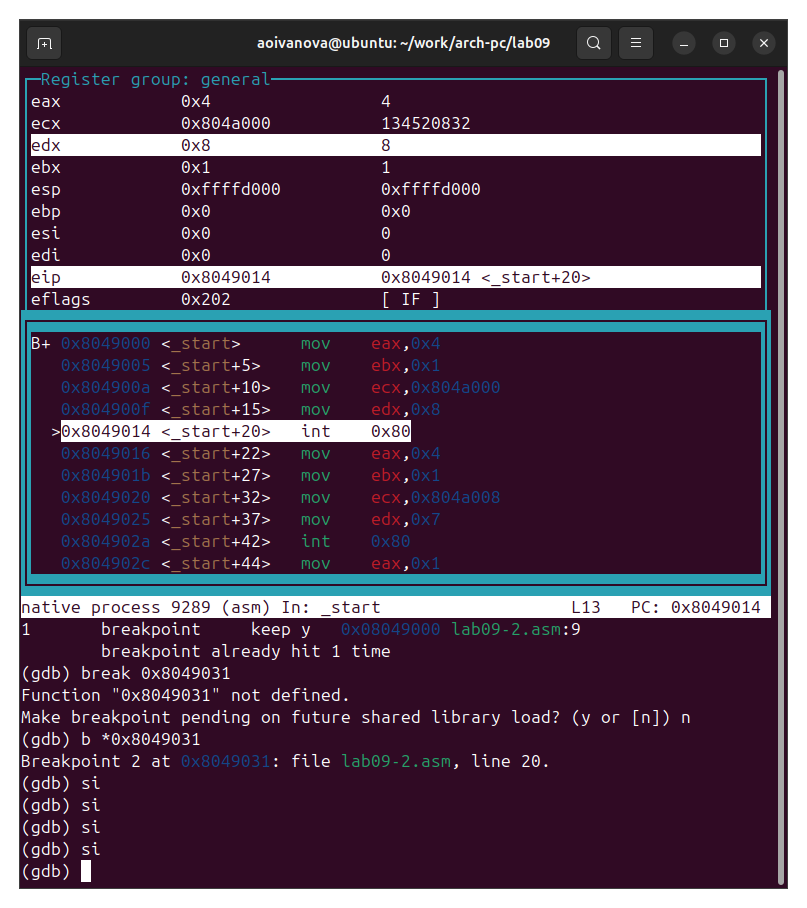 aoivanova@ubuntu: ~/work/arch-pc/lab09
Register group: general
eax 0x4 4
ecx 0x804a000 134520832
edx 0x8 8
ebx 0x1 1
esp 0xffffd000 0xffffd000
ebp 0x0 0x0
esi 0x0 0
edi 0x0 0
eip 0x8049014 0x8049014 <_start+20>
eflags 0x202 [ IF ]
B+ 0x8049000 <_start> mov eax,0x4
0x8049005 <_start+5> mov ebx,0x1
0x804900a <_start+10> mov ecx,0x804a000
0x804900f <_start+15> mov edx,0x8
>0x8049014 <_start+20> int 0x80
0x8049016 <_start+22> mov eax,0x4
0x804901b <_start+27> mov ebx,0x1
0x8049020 <_start+32> mov ecx,0x804a008
0x8049025 <_start+37> mov edx,0x7
0x804902a <_start+42> int 0x80
0x804902c <_start+44> mov eax,0x1
native process 9289 (asm) In: _start L13 PC: 0x8049014
1 breakpoint keep y 0x08049000 lab09-2.asm:9
breakpoint already hit 1 time
(gdb) break 0x8049031
Function "0x8049031" not defined.
Make breakpoint pending on future shared library load? (y or [n]) n
(gdb) b *0x8049031
Breakpoint 2 at 0x8049031: file lab09-2.asm, line 20.
(gdb) si
(gdb) si
(gdb) si
(gdb) si
(gdb)